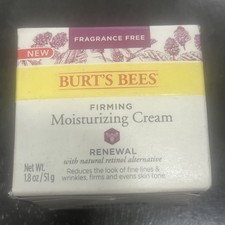 FRAGRANCE FREE
NEW
BURT'S BEES®
FIRMING
Moisturizing Cream
RENEWAL
with natural retinol alternative
Net Wt.
1.8 oz / 51 g
Reduces the look of fine lines &
wrinkles, firms and evens skin tone